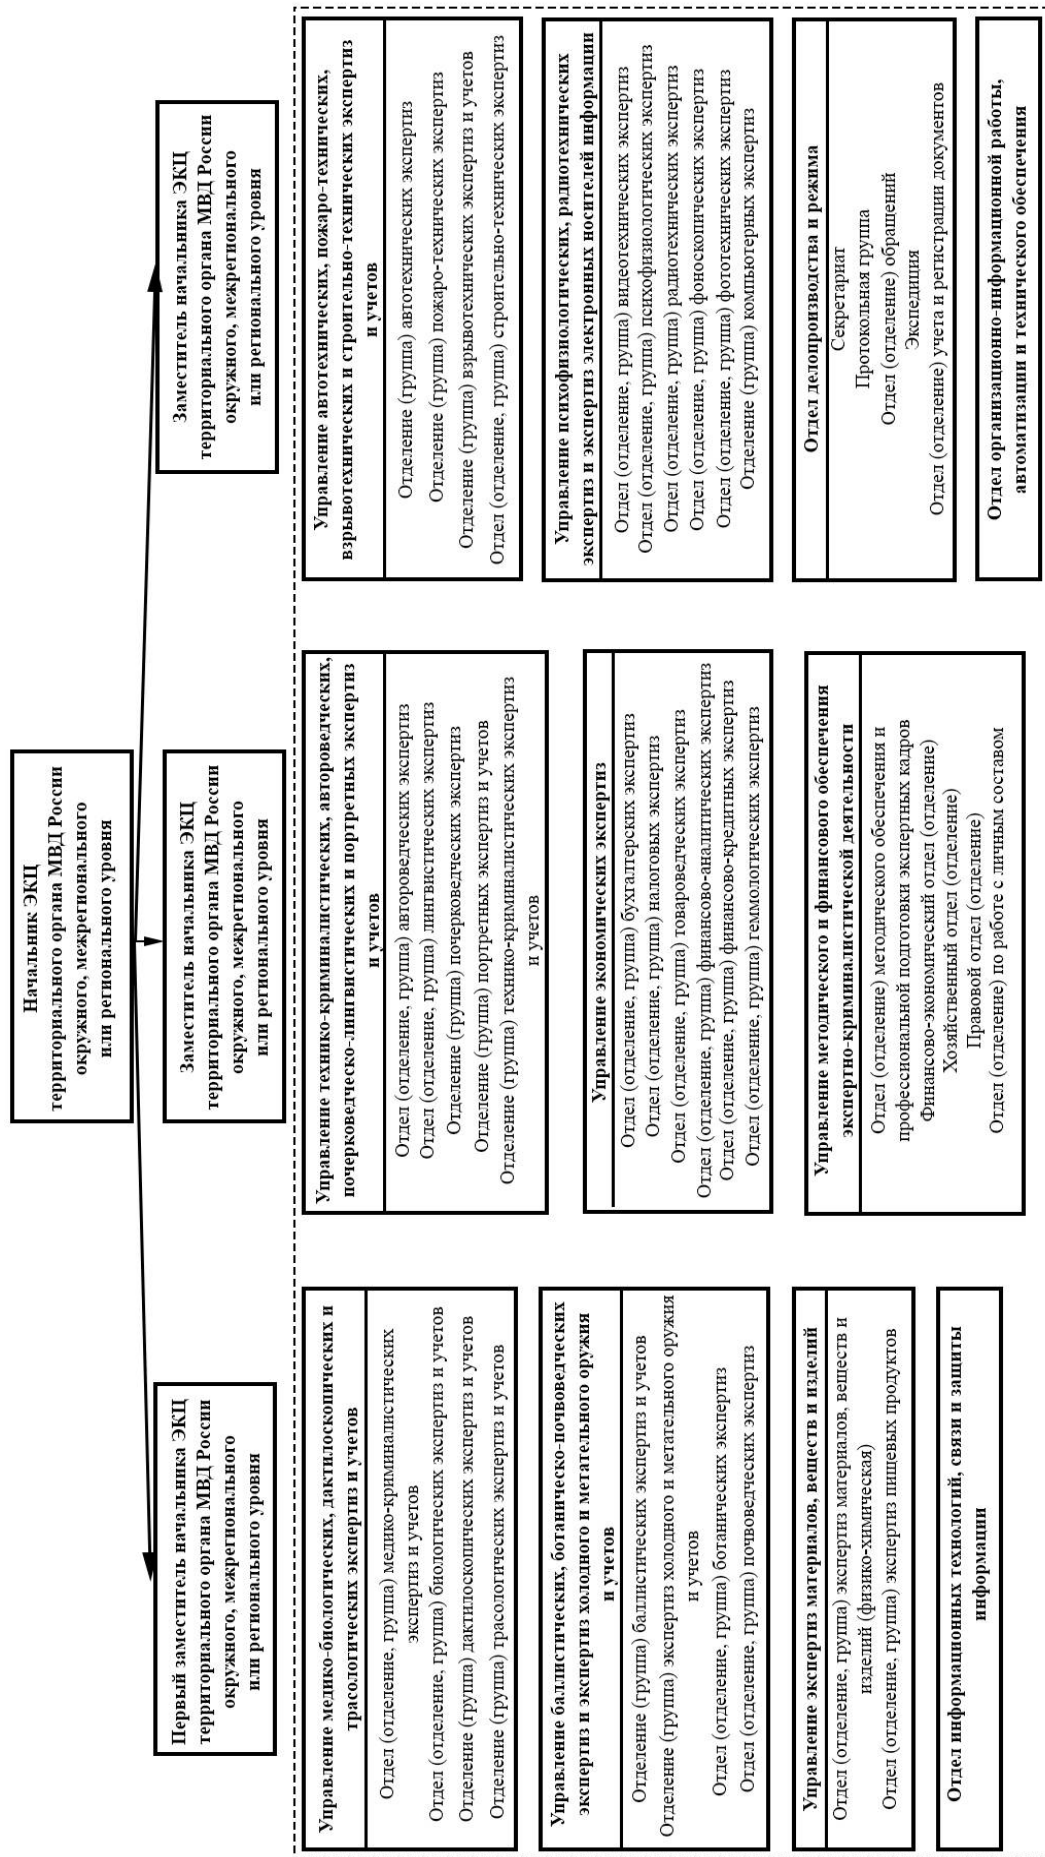 Начальник ЭКЦ
территориального органа МВД России
окружного, межрегионального
или регионального уровня
Первый заместитель начальника ЭКЦ
территориального органа МВД России
окружного, межрегионального
или регионального уровня
Заместитель начальника ЭКЦ
территориального органа МВД России
окружного, межрегионального
или регионального уровня
Заместитель начальника ЭКЦ
территориального органа МВД России
окружного, межрегионального
или регионального уровня
Управление медико-биологических, дактилоскопических и
трасологических экспертиз и учетов
Отдел (отделение, группа) медико-криминалистических
экспертиз и учетов
Отдел (отделение, группа) биологических экспертиз и учетов
Отделение (группа) дактилоскопических экспертиз и учетов
Отделение (группа) трасологических экспертиз и учетов
Управление баллистических, ботаническо-почвоведческих
экспертиз и экспертиз холодного и метательного оружия
и учетов
Отделение (группа) баллистических экспертиз и учетов
Отделение (группа) экспертиз холодного и метательного оружия
и учетов
Отдел (отделение, группа) ботанических экспертиз
Отдел (отделение, группа) почвоведческих экспертиз
Управление экспертиз материалов, веществ и изделий
Отдел (отделение, группа) экспертиз материалов, веществ и
изделий (физико-химическая)
Отдел (отделение, группа) экспертиз пищевых продуктов
Отдел информационных технологий, связи и защиты
информации
Управление технико-криминалистических, автороведческих,
почерковедческо-лингвистических и портретных экспертиз
и учетов
Отдел (отделение, группа) автороведческих экспертиз
Отдел (отделение, группа) лингвистических экспертиз
Отделение (группа) почерковедческих экспертиз
Отделение (группа) портретных экспертиз и учетов
Отделение (группа) технико-криминалистических экспертиз
и учетов
Управление экономических экспертиз
Отдел (отделение, группа) бухгалтерских экспертиз
Отдел (отделение, группа) налоговых экспертиз
Отдел (отделение, группа) товароведческих экспертиз
Отдел (отделение, группа) финансово-аналитических экспертиз
Отдел (отделение, группа) финансово-кредитных экспертиз
Отдел (отделение, группа) геммологических экспертиз
Управление методического и финансового обеспечения
экспертно-криминалистической деятельности
Отдел (отделение) методического обеспечения и
профессиональной подготовки экспертных кадров
Финансово-экономический отдел (отделение)
Хозяйственный отдел (отделение)
Правовой отдел (отделение)
Отдел (отделение) по работе с личным составом
Управление автотехнических, пожаро-технических,
взрывотехнических и строительно-технических экспертиз
и учетов
Отделение (группа) автотехнических экспертиз
Отделение (группа) пожаро-технических экспертиз
Отделение (группа) взрывотехнических экспертиз и учетов
Отдел (отделение, группа) строительно-технических экспертиз
Управление психофизиологических, радиотехнических
экспертиз и экспертиз электронных носителей информации
Отдел (отделение, группа) видеотехнических экспертиз
Отдел (отделение, группа) психофизиологических экспертиз
Отдел (отделение, группа) радиотехнических экспертиз
Отдел (отделение, группа) фоноскопических экспертиз
Отдел (отделение, группа) фототехнических экспертиз
Отделение (группа) компьютерных экспертиз
Отдел делопроизводства и режима
Секретариат
Протокольная группа
Отдел (отделение) обращений
Экспедиция
Отдел (отделение) учета и регистрации документов
Отдел организационно-информационной работы,
автоматизации и технического обеспечения